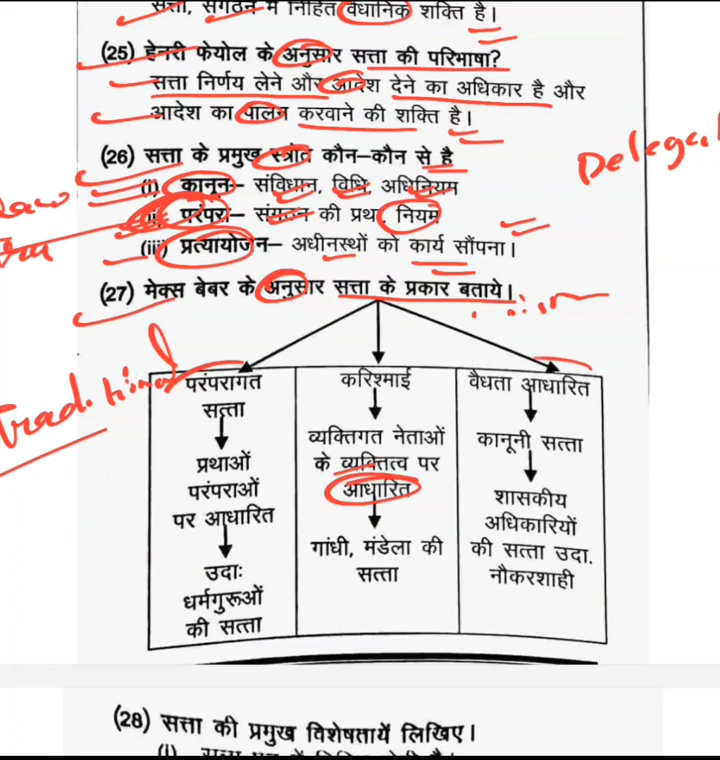 सत्ता, संगठन में निहित वैधानिक शक्ति है।
(25) हेनरी फेयोल के अनुसार सत्ता की परिभाषा?
सत्ता निर्णय लेने और आदेश देने का अधिकार है और
आदेश का पालन करवाने की शक्ति है।
(26) सत्ता के प्रमुख स्त्रोत कौन–कौन से है
(i) कानून– संविधान, विधि, अधिनियम
(ii) परंपरा– संगठन की प्रथा, नियम
(iii) प्रत्यायोजन– अधीनस्थों को कार्य सौंपना।
(27) मेक्स बेबर के अनुसार सत्ता के प्रकार बताये।
परंपरागत
सत्ता
प्रथाओं
परंपराओं
पर आधारित
उदाः
धर्मगुरूओं
की सत्ता
करिश्माई
व्यक्तिगत नेताओं
के व्यक्तित्व पर
आधारित
गांधी, मंडेला की
सत्ता
वैधता आधारित
कानूनी सत्ता
शासकीय
अधिकारियों
की सत्ता उदा.
नौकरशाही
Traditional
(28) सत्ता की प्रमुख विशेषतायें लिखिए।
(i)